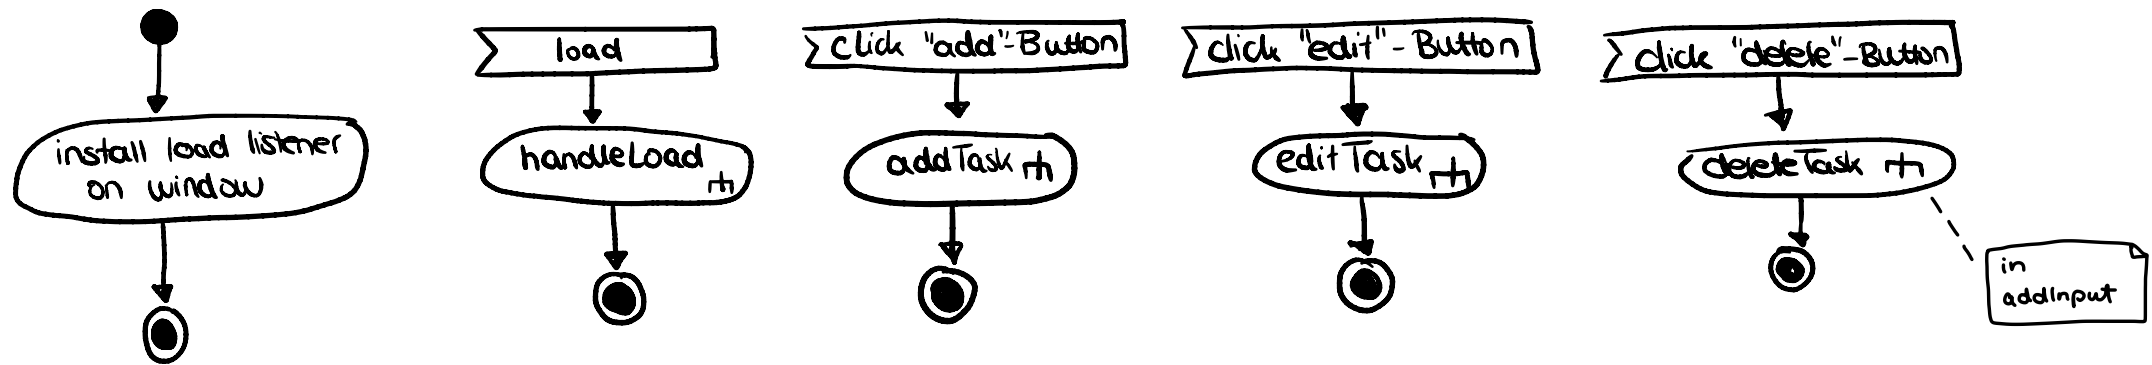 install load listener
on window
load
handleLoad
click "add"-Button
addTask
click "edit"-Button
editTask
click "delete"-Button
deleteTask
in
addInput